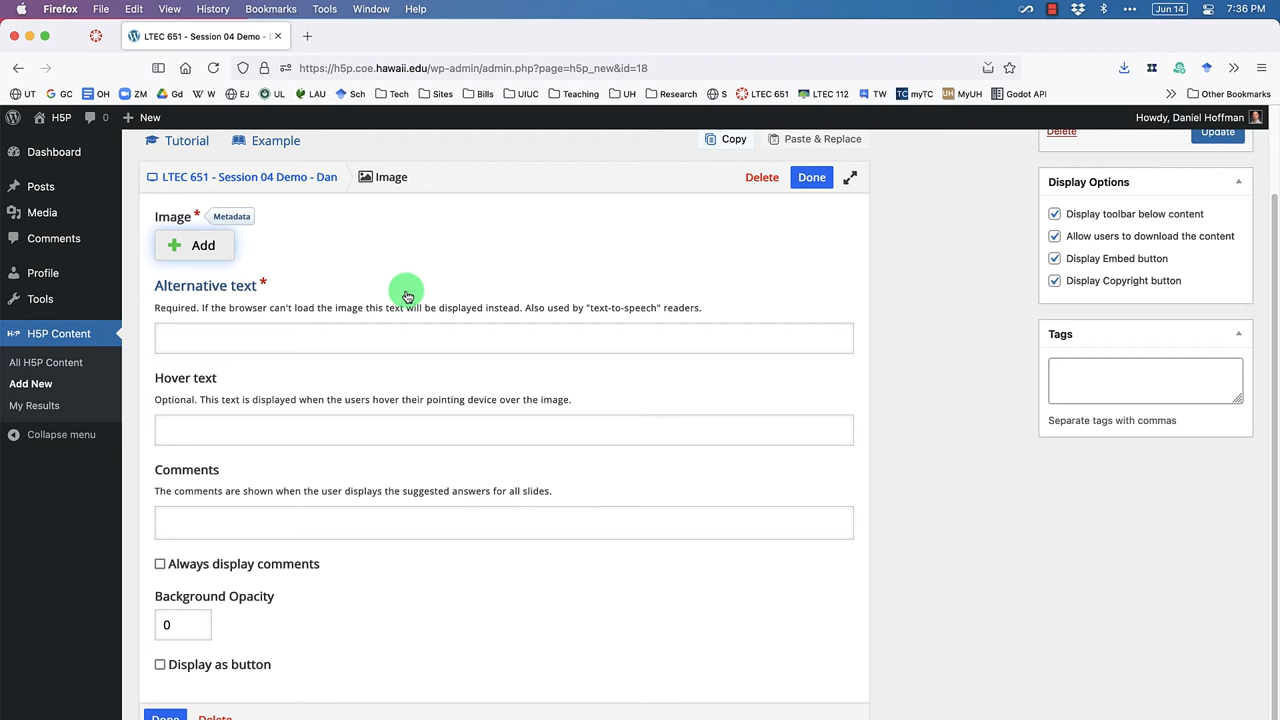 Firefox File Edit View History Bookmarks Tools Window Help Jun 14 7:36 PM
LTEC 651 - Session 04 Demo -
https://h5p.coe.hawaii.edu/wp-admin/admin.php?page=h5p_new&id=18
UT GC OH ZM Gd W EJ UL LAU Sch Tech Sites Bills UIUC Teaching UH Research S LTEC 651 LTEC 112 TW myTC MyUH Godot API Other Bookmarks
H5P 0 New Howdy, Daniel Hoffman
Dashboard
Posts
Media
Comments
Profile
Tools
H5P Content
All H5P Content
Add New
My Results
Collapse menu
Tutorial Example Copy Paste & Replace
LTEC 651 - Session 04 Demo - Dan Image Delete Done
Image * Metadata
Add
Alternative text *
Required. If the browser can't load the image this text will be displayed instead. Also used by "text-to-speech" readers.
Hover text
Optional. This text is displayed when the users hover their pointing device over the image.
Comments
The comments are shown when the user displays the suggested answers for all slides.
Always display comments
Background Opacity
0
Display as button
Done Delete
Delete Update
Display Options
Display toolbar below content
Allow users to download the content
Display Embed button
Display Copyright button
Tags
Separate tags with commas